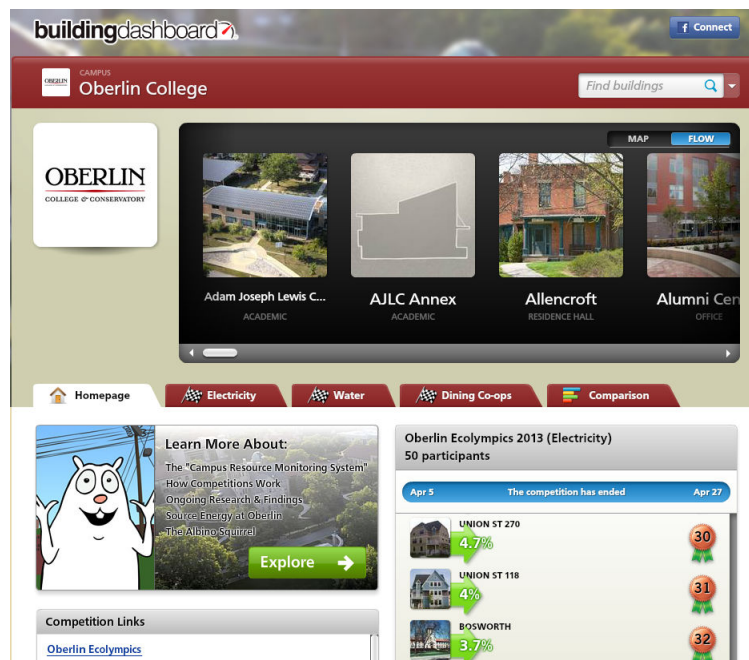 buildingdashboard
Connect
OBERLIN
CAMPUS
Oberlin College
Find buildings
OBERLIN
COLLEGE & CONSERVATORY
MAP
FLOW
Adam Joseph Lewis C...
ACADEMIC
AJLC Annex
ACADEMIC
Allencroft
RESIDENCE HALL
Alumni Cen
OFFICE
Homepage
Electricity
Water
Dining Co-ops
Comparison
Learn More About:
The "Campus Resource Monitoring System"
How Competitions Work
Ongoing Research & Findings
Source Energy at Oberlin
The Albino Squirrel
Explore
Competition Links
Oberlin Ecolympics
Oberlin Ecolympics 2013 (Electricity)
50 participants
Apr 5
The competition has ended
Apr 27
UNION ST 270
4.7%
30
UNION ST 118
4%
31
BOSWORTH
3.7%
32